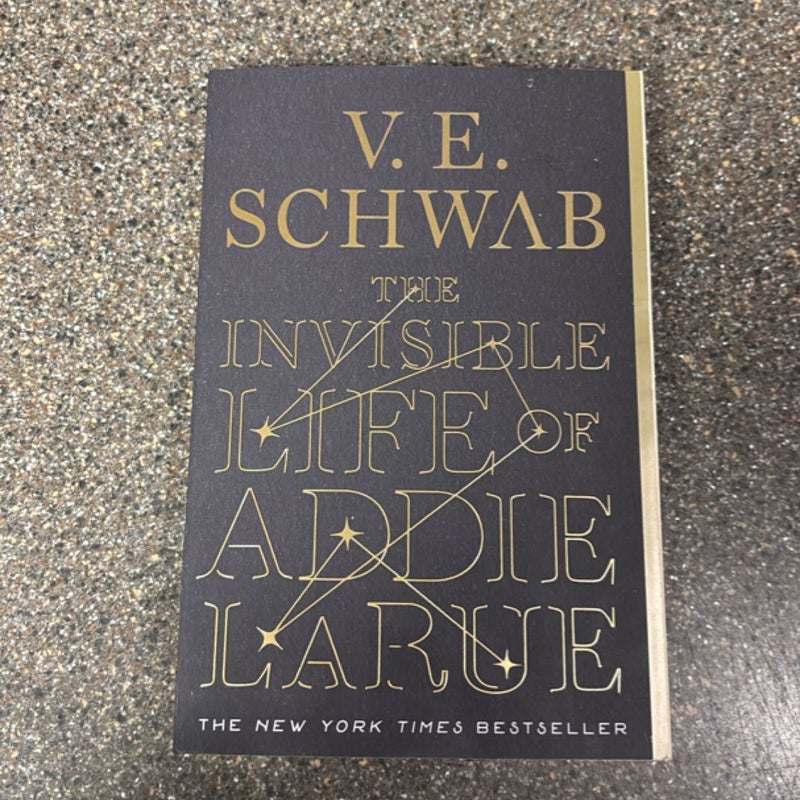 V. E.
SCHWAB
THE
INVISIBLE
LIFE OF
ADDIE
LARUE
THE NEW YORK TIMES BESTSELLER